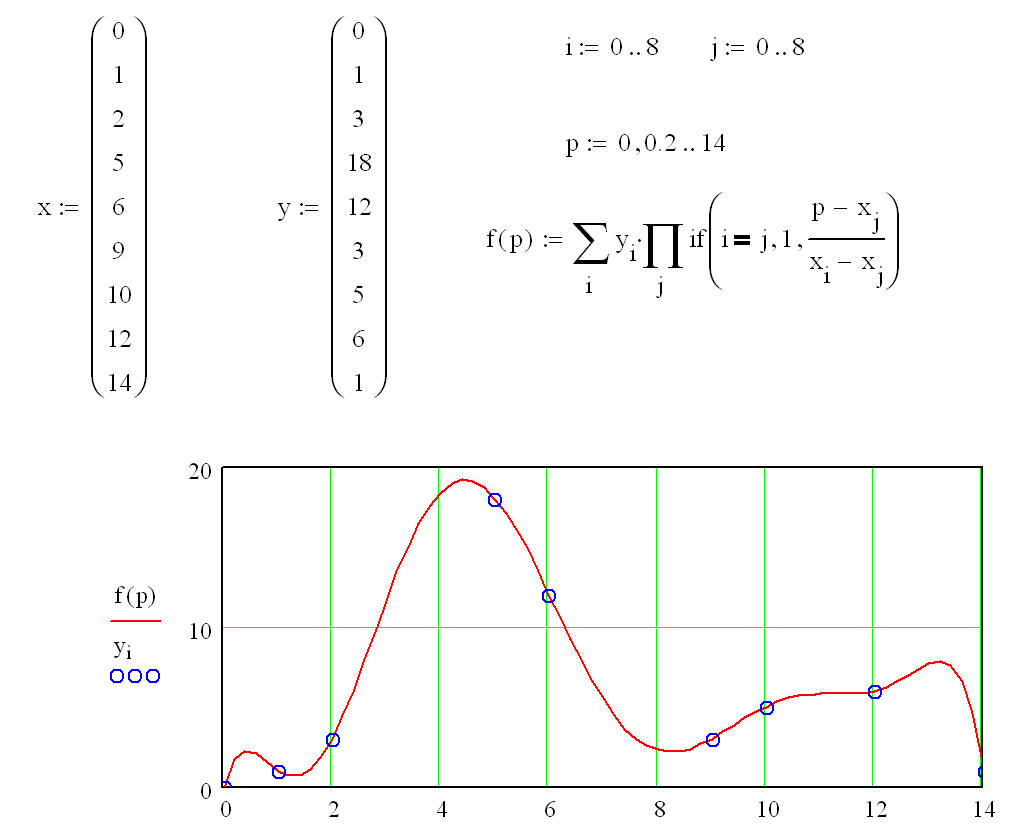 x := ( 0 1 2 5 6 9 10 12 14 )
y := ( 0 1 3 18 12 3 5 6 1 )
i := 0 .. 8 j := 0 .. 8
p := 0 , 0.2 .. 14
f(p) := ∑_i y_i · ∏_j if( i = j , 1 , (p − x_j)/(x_i − x_j) )
20
10
0
f(p)
y_i
0 2 4 6 8 10 12 14